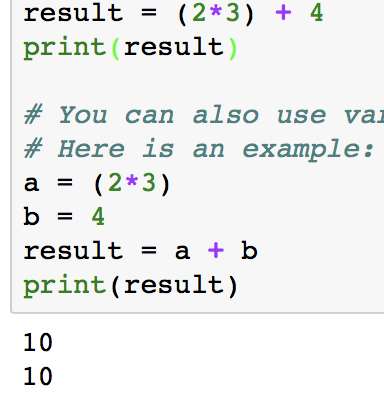 result = (2*3) + 4
print(result)
# You can also use
# Here is an example:
a = (2*3)
b = 4
result = a + b
print(result)
10
10